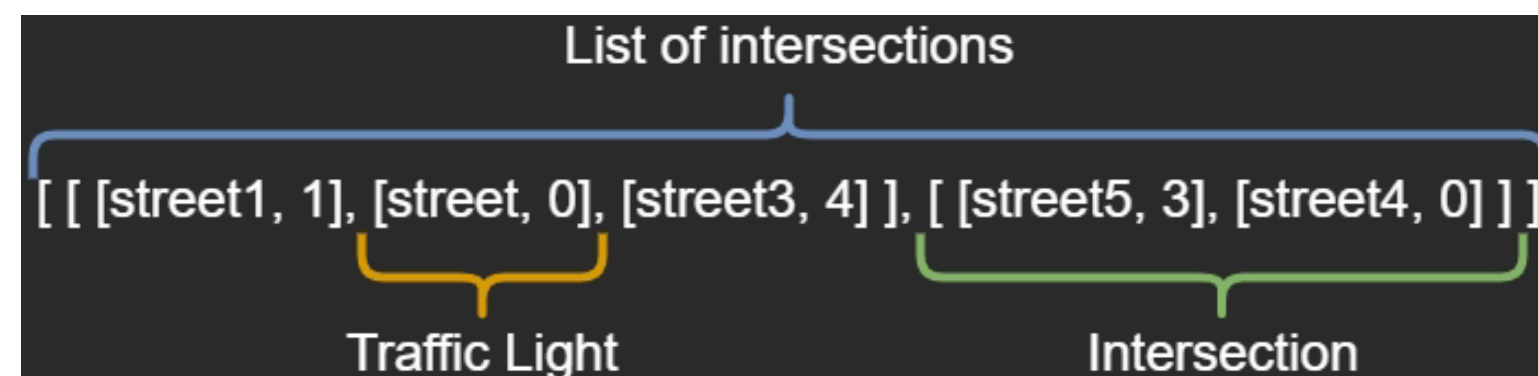 List of intersections
[ [ [street1, 1], [street, 0], [street3, 4] ], [ [street5, 3], [street4, 0] ] ]
Traffic Light
Intersection